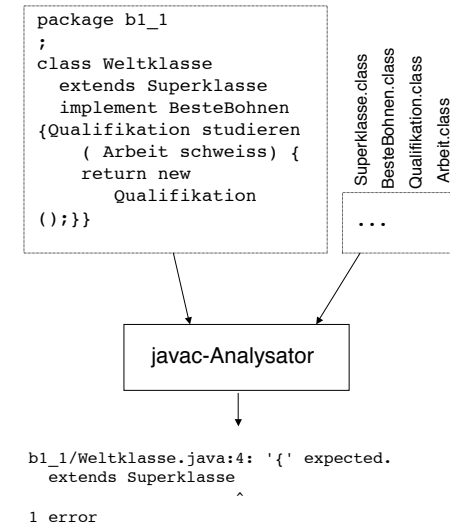 package b1_1
;
class Weltklasse
extends Superklasse
implement BesteBohnen
{Qualifikation studieren
( Arbeit schweiss) {
return new
Qualifikation
();}}
Superklasse.class
BesteBohnen.class
Qualifikation.class
Arbeit.class
...
javac-Analysator
b1_1/Weltklasse.java:4: '{' expected.
extends Superklasse
^
1 error